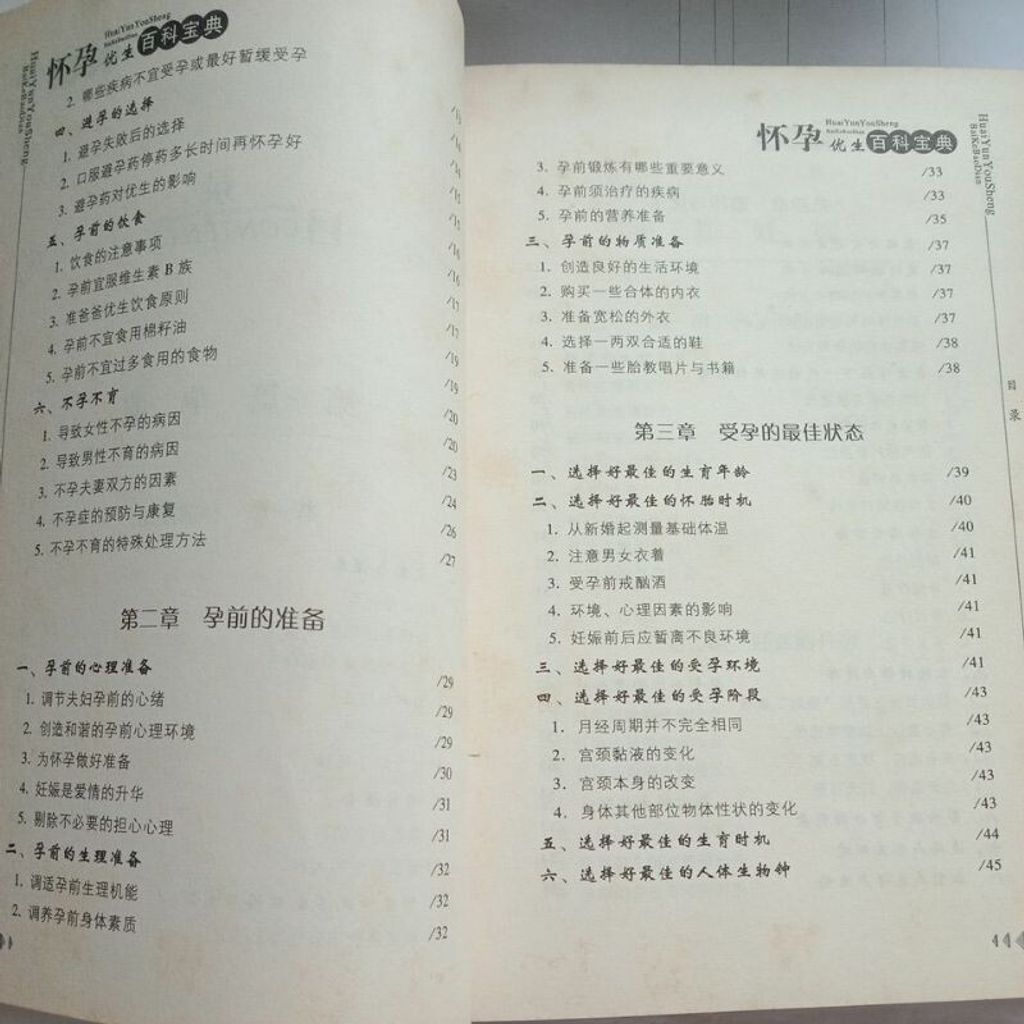 怀孕
HuaiYunYouSheng
BaiKeBaoDian
优生百科宝典
HuaiYunYouSheng
BaiKeBaoDian
2. 哪些疾病不宜受孕或最好暂缓受孕 /13
四、避孕的选择 /14
1. 避孕失败后的选择 /14
2. 口服避孕药停药多长时间再怀孕好 /15
3. 避孕药对优生的影响 /15
五、孕前的饮食 /16
1. 饮食的注意事项 /16
2. 孕前宜服维生素 B 族 /17
3. 准爸爸优生饮食原则 /17
4. 孕前不宜食用棉籽油 /19
5. 孕前不宜过多食用的食物 /19
六、不孕不育 /20
1. 导致女性不孕的病因 /20
2. 导致男性不育的病因 /23
3. 不孕夫妻双方的因素 /24
4. 不孕症的预防与康复 /26
5. 不孕不育的特殊处理方法 /27
第二章 孕前的准备
一、孕前的心理准备 /29
1. 调节夫妇孕前的心绪 /29
2. 创造和谐的孕前心理环境 /29
3. 为怀孕做好准备 /30
4. 妊娠是爱情的升华 /31
5. 剔除不必要的担心心理 /31
二、孕前的生理准备 /32
1. 调适孕前生理机能 /32
2. 调养孕前身体素质 /32
怀孕
HuaiYunYouSheng
BaiKeBaoDian
优生百科宝典
HuaiYunYouSheng
BaiKeBaoDian
3. 孕前锻炼有哪些重要意义 /33
4. 孕前须治疗的疾病 /33
5. 孕前的营养准备 /35
三、孕前的物质准备 /37
1. 创造良好的生活环境 /37
2. 购买一些合体的内衣 /37
3. 准备宽松的外衣 /37
4. 选择一两双合适的鞋 /38
5. 准备一些胎教唱片与书籍 /38
目录
第三章 受孕的最佳状态
一、选择好最佳的生育年龄 /39
二、选择好最佳的怀胎时机 /40
1. 从新婚起测量基础体温 /40
2. 注意男女衣着 /41
3. 受孕前戒酗酒 /41
4. 环境、心理因素的影响 /41
5. 妊娠前后应暂离不良环境 /41
三、选择好最佳的受孕环境 /41
四、选择好最佳的受孕阶段 /43
1. 月经周期并不完全相同 /43
2. 宫颈黏液的变化 /43
3. 宫颈本身的改变 /43
4. 身体其他部位物体性状的变化 /43
五、选择好最佳的生育时机 /44
六、选择好最佳的人体生物钟 /45